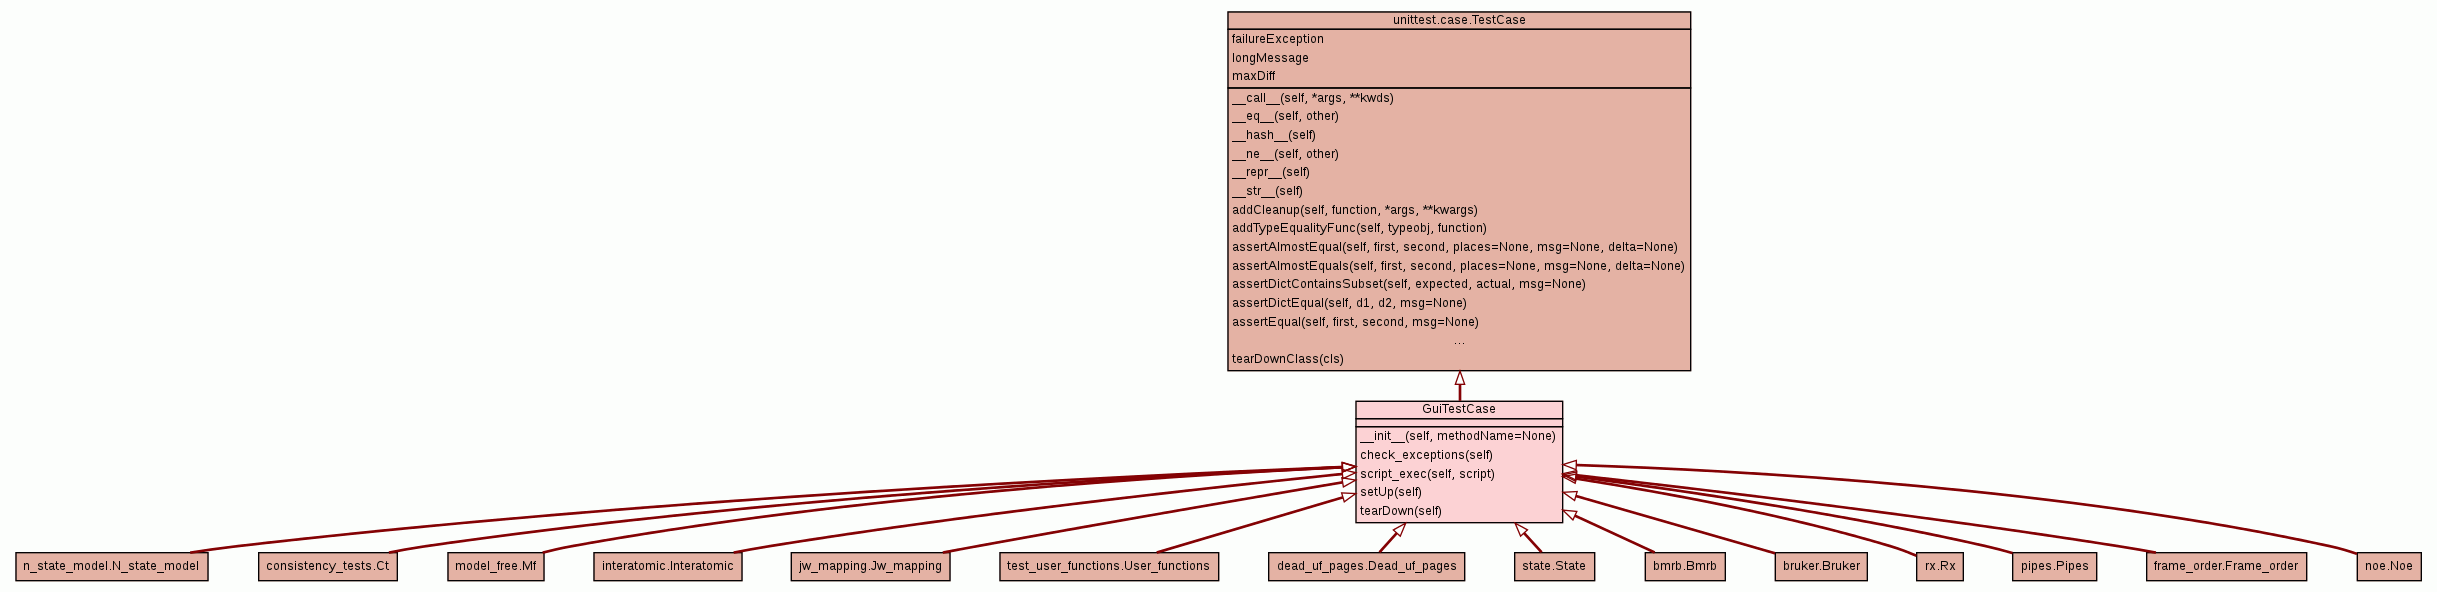 unittest.case.TestCase
failureException
longMessage
maxDiff
__call__(self, *args, **kwds)
__eq__(self, other)
__hash__(self)
__ne__(self, other)
__repr__(self)
__str__(self)
addCleanup(self, function, *args, **kwargs)
addTypeEqualityFunc(self, typeobj, function)
assertAlmostEqual(self, first, second, places=None, msg=None, delta=None)
assertAlmostEquals(self, first, second, places=None, msg=None, delta=None)
assertDictContainsSubset(self, expected, actual, msg=None)
assertDictEqual(self, d1, d2, msg=None)
assertEqual(self, first, second, msg=None)
...
tearDownClass(cls)
GuiTestCase
__init__(self, methodName=None)
check_exceptions(self)
script_exec(self, script)
setUp(self)
tearDown(self)
n_state_model.N_state_model
consistency_tests.Ct
model_free.Mf
interatomic.Interatomic
jw_mapping.Jw_mapping
test_user_functions.User_functions
dead_uf_pages.Dead_uf_pages
state.State
bmrb.Bmrb
bruker.Bruker
rx.Rx
pipes.Pipes
frame_order.Frame_order
noe.Noe